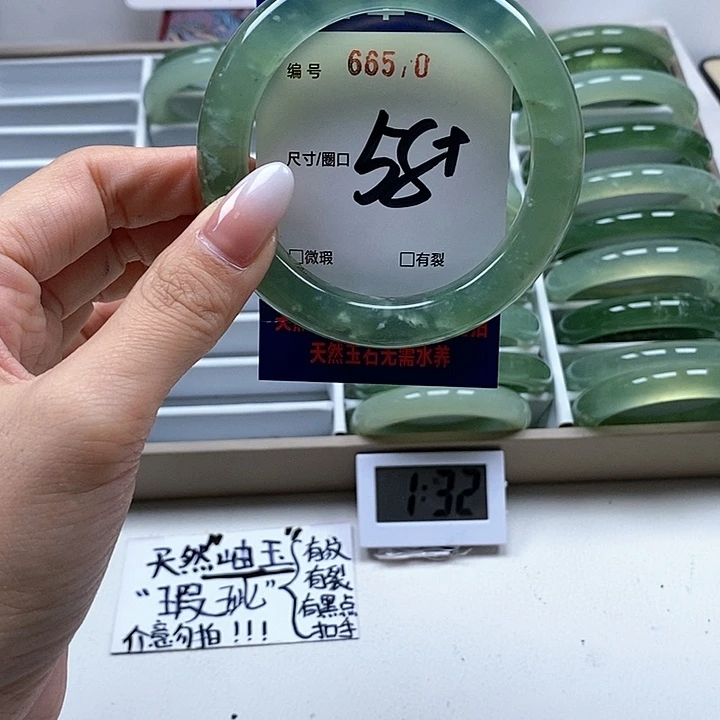 编号 665,0
尺寸/圈口 58+
□微瑕 □有裂
天然玉石无需水养
1:32
天然"岫玉"
"瑕玭"
介意勿拍!!!
有纹
有裂
有黑点
扣手